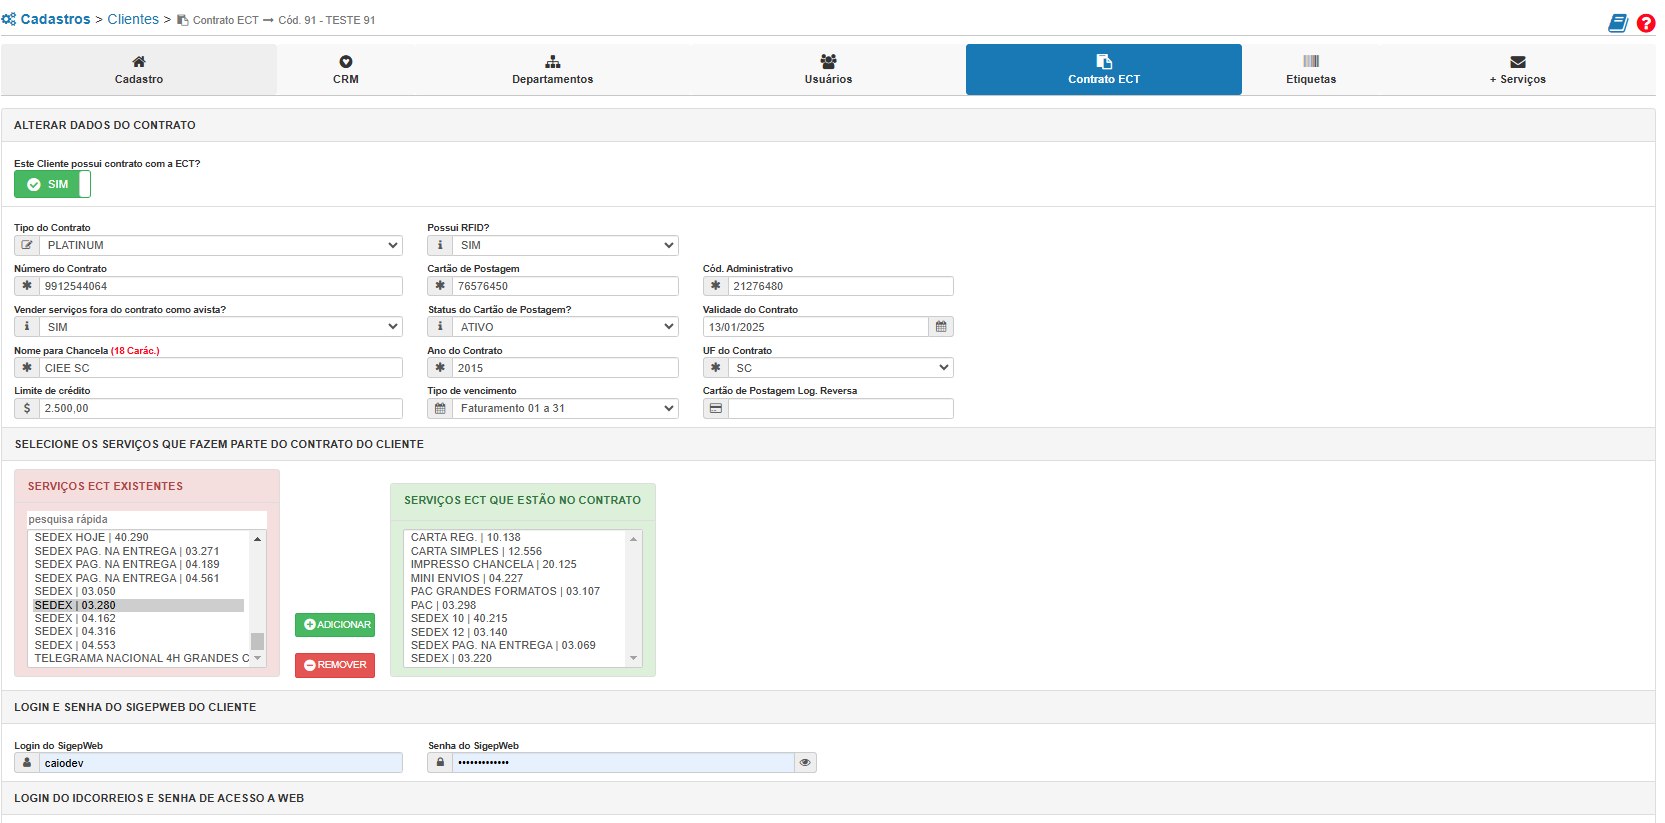 Cadastros > Clientes > Contrato ECT → Cód. 91 - TESTE 91
Cadastro
CRM
Departamentos
Usuários
Contrato ECT
Etiquetas
+ Serviços
ALTERAR DADOS DO CONTRATO
Este Cliente possui contrato com a ECT?
SIM
Tipo do Contrato
PLATINUM
Possui RFID?
SIM
Número do Contrato
9912544064
Cartão de Postagem
76576450
Cód. Administrativo
21276480
Vender serviços fora do contrato como avista?
SIM
Status do Cartão de Postagem?
ATIVO
Validade do Contrato
13/01/2025
Nome para Chancela (18 Carác.)
CIEE SC
Ano do Contrato
2015
UF do Contrato
SC
Limite de crédito
$ 2.500,00
Tipo de vencimento
Faturamento 01 a 31
Cartão de Postagem Log. Reversa
SELECIONE OS SERVIÇOS QUE FAZEM PARTE DO CONTRATO DO CLIENTE
SERVIÇOS ECT EXISTENTES
pesquisa rápida
SEDEX HOJE | 40.290
SEDEX PAG. NA ENTREGA | 03.271
SEDEX PAG. NA ENTREGA | 04.189
SEDEX PAG. NA ENTREGA | 04.561
SEDEX | 03.050
SEDEX | 03.280
SEDEX | 04.162
SEDEX | 04.316
SEDEX | 04.553
TELEGRAMA NACIONAL 4H GRANDES C
ADICIONAR
REMOVER
SERVIÇOS ECT QUE ESTÃO NO CONTRATO
CARTA REG. | 10.138
CARTA SIMPLES | 12.556
IMPRESSO CHANCELA | 20.125
MINI ENVIOS | 04.227
PAC GRANDES FORMATOS | 03.107
PAC | 03.298
SEDEX 10 | 40.215
SEDEX 12 | 03.140
SEDEX PAG. NA ENTREGA | 03.069
SEDEX | 03.220
LOGIN E SENHA DO SIGEPWEB DO CLIENTE
Login do SigepWeb
caiodev
Senha do SigepWeb
•••••••••••••
LOGIN DO IDCORREIOS E SENHA DE ACESSO A WEB